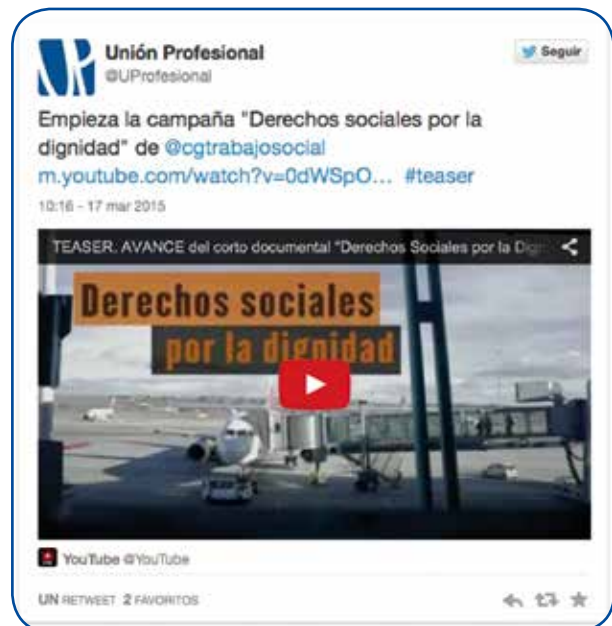 UP
Unión Profesional
@UProfesional
Seguir
Empieza la campaña "Derechos sociales por la
dignidad" de @cgtrabajosocial
m.youtube.com/watch?v=0dWSpO... #teaser
10:16 - 17 mar 2015
TEASER. AVANCE del corto documental "Derechos Sociales por la Dig
Derechos sociales
por la dignidad
YouTube @YouTube
UN RETWEET 2 FAVORITOS